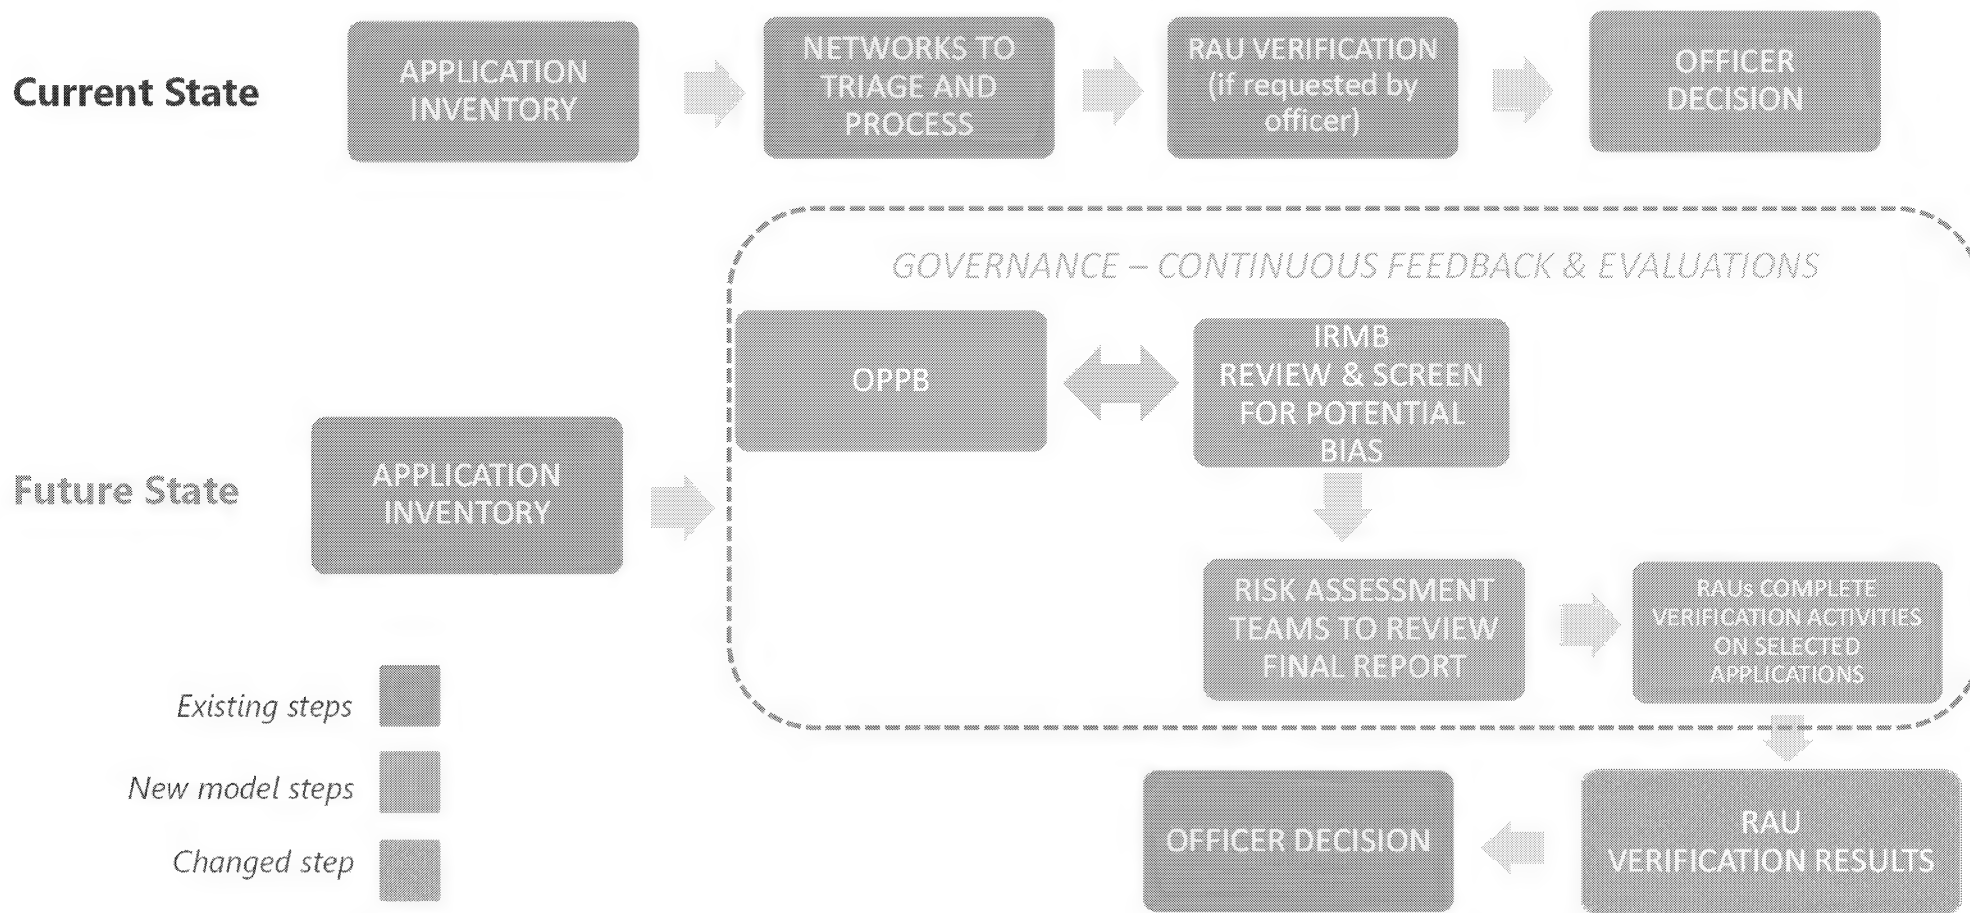 Current State
APPLICATION
INVENTORY
NETWORKS TO
TRIAGE AND
PROCESS
RAU VERIFICATION
(if requested by
officer)
OFFICER
DECISION
GOVERNANCE – CONTINUOUS FEEDBACK & EVALUATIONS
OPPB
IRMB
REVIEW & SCREEN
FOR POTENTIAL
BIAS
Future State
APPLICATION
INVENTORY
RISK ASSESSMENT
TEAMS TO REVIEW
FINAL REPORT
RAUs COMPLETE
VERIFICATION ACTIVITIES
ON SELECTED
APPLICATIONS
Existing steps
New model steps
Changed step
OFFICER DECISION
RAU
VERIFICATION RESULTS